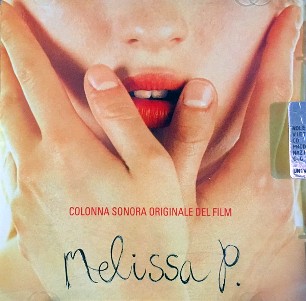 COLONNA SONORA ORIGINALE DEL FILM
Melissa P.